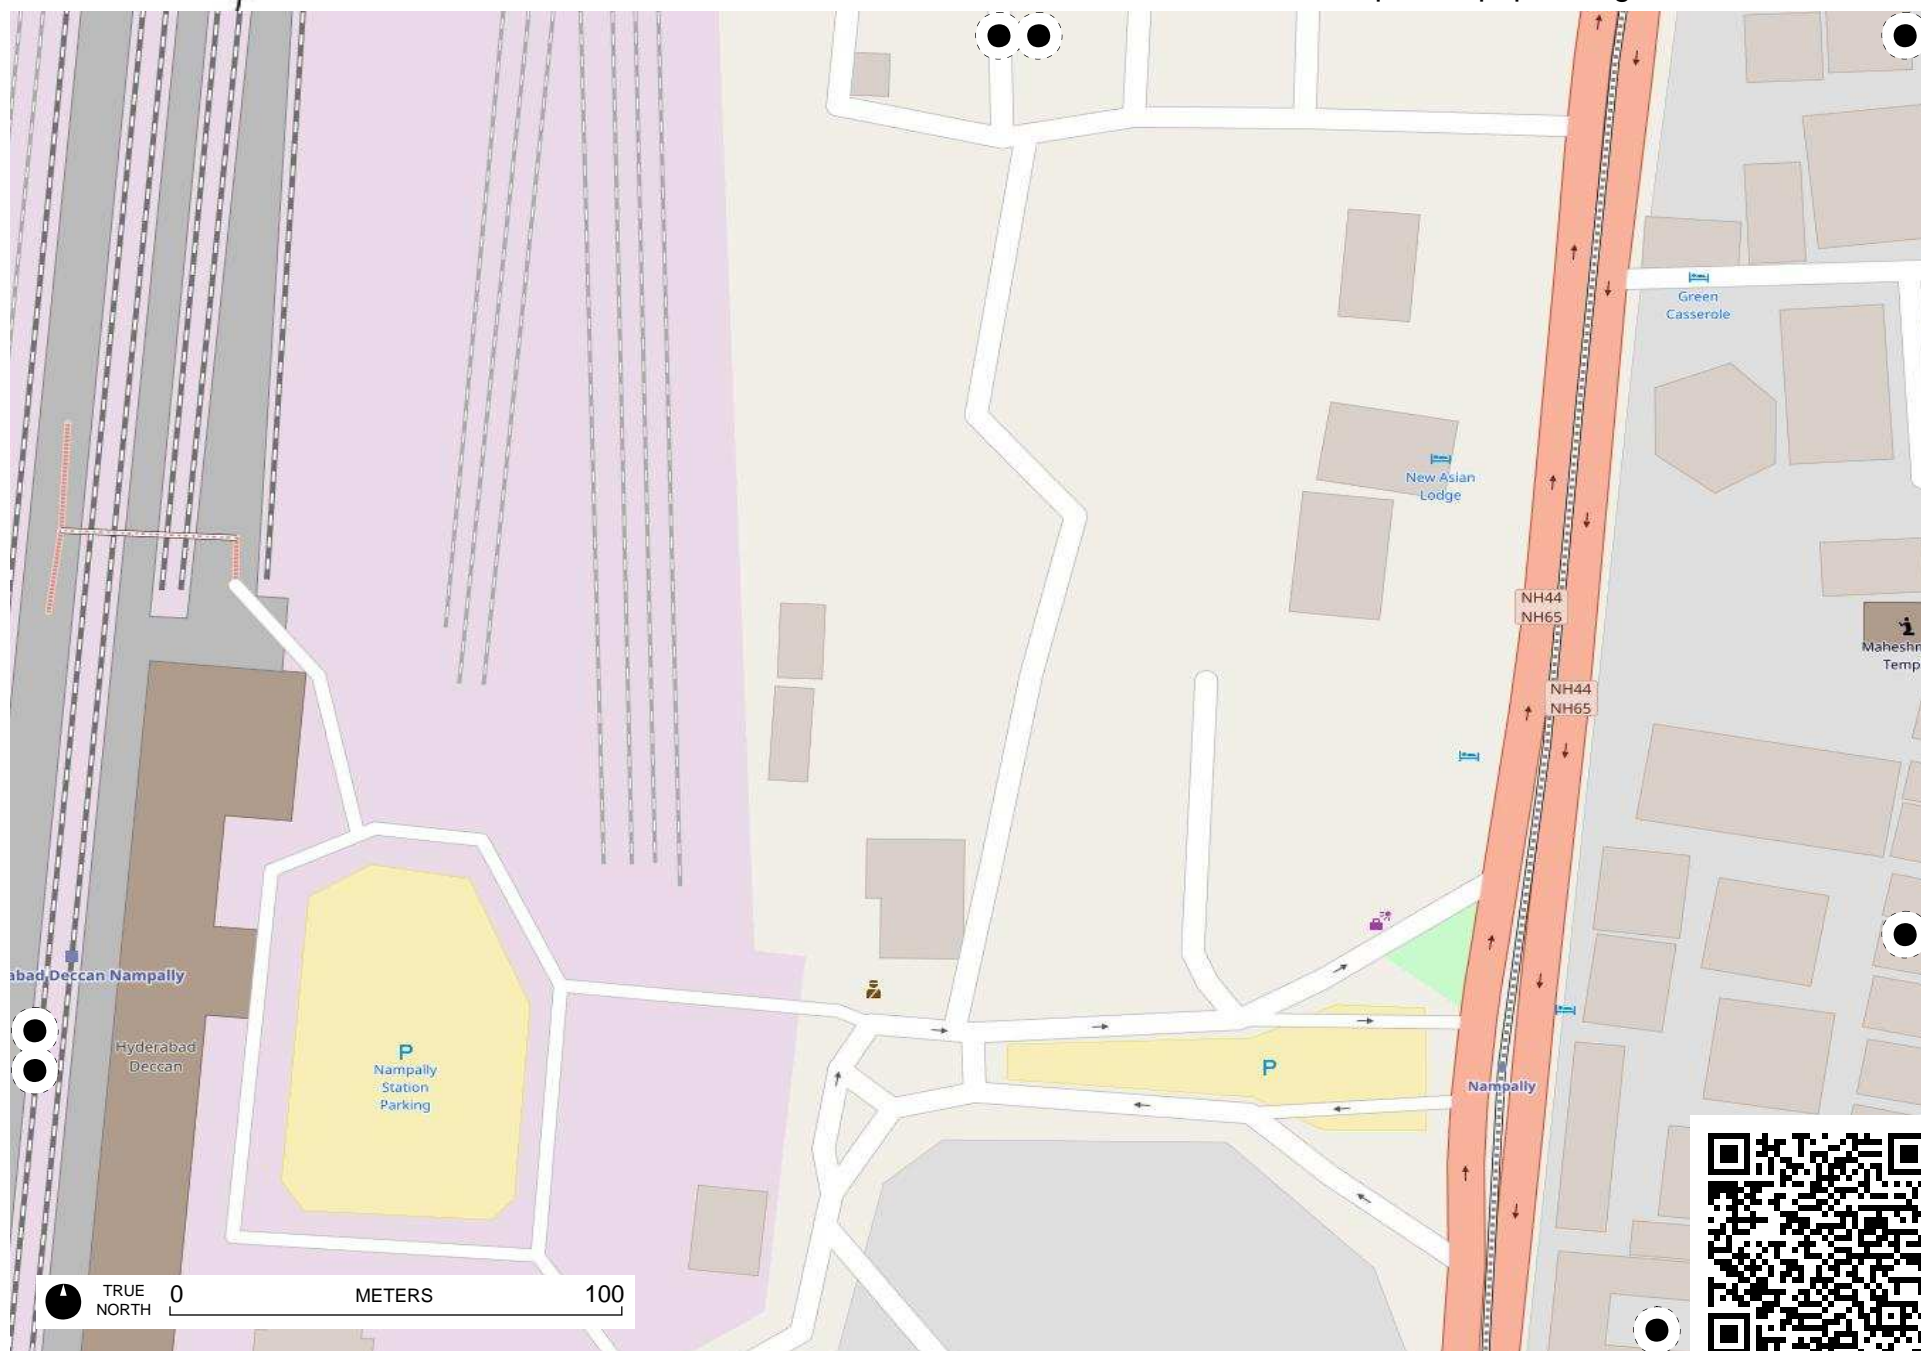 Green
Casserole
New Asian
Lodge
NH44
NH65
NH44
NH65
Temp
abad Deccan Nampally
Hyderabad
Deccan
P
Nampally
Station
Parking
P
Nampally
TRUE
NORTH
0
METERS
100